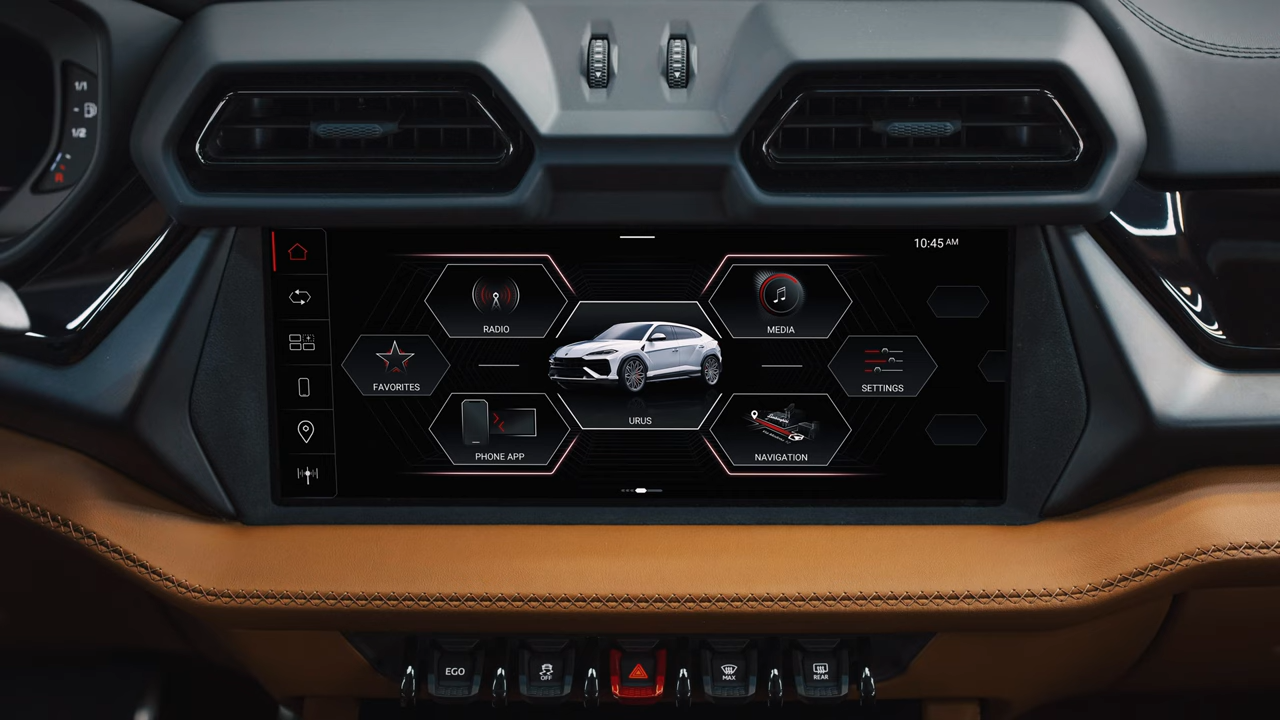 1/1
1/2
R
10:45 AM
RADIO
MEDIA
FAVORITES
SETTINGS
URUS
PHONE APP
NAVIGATION
EGO
OFF
MAX
REAR